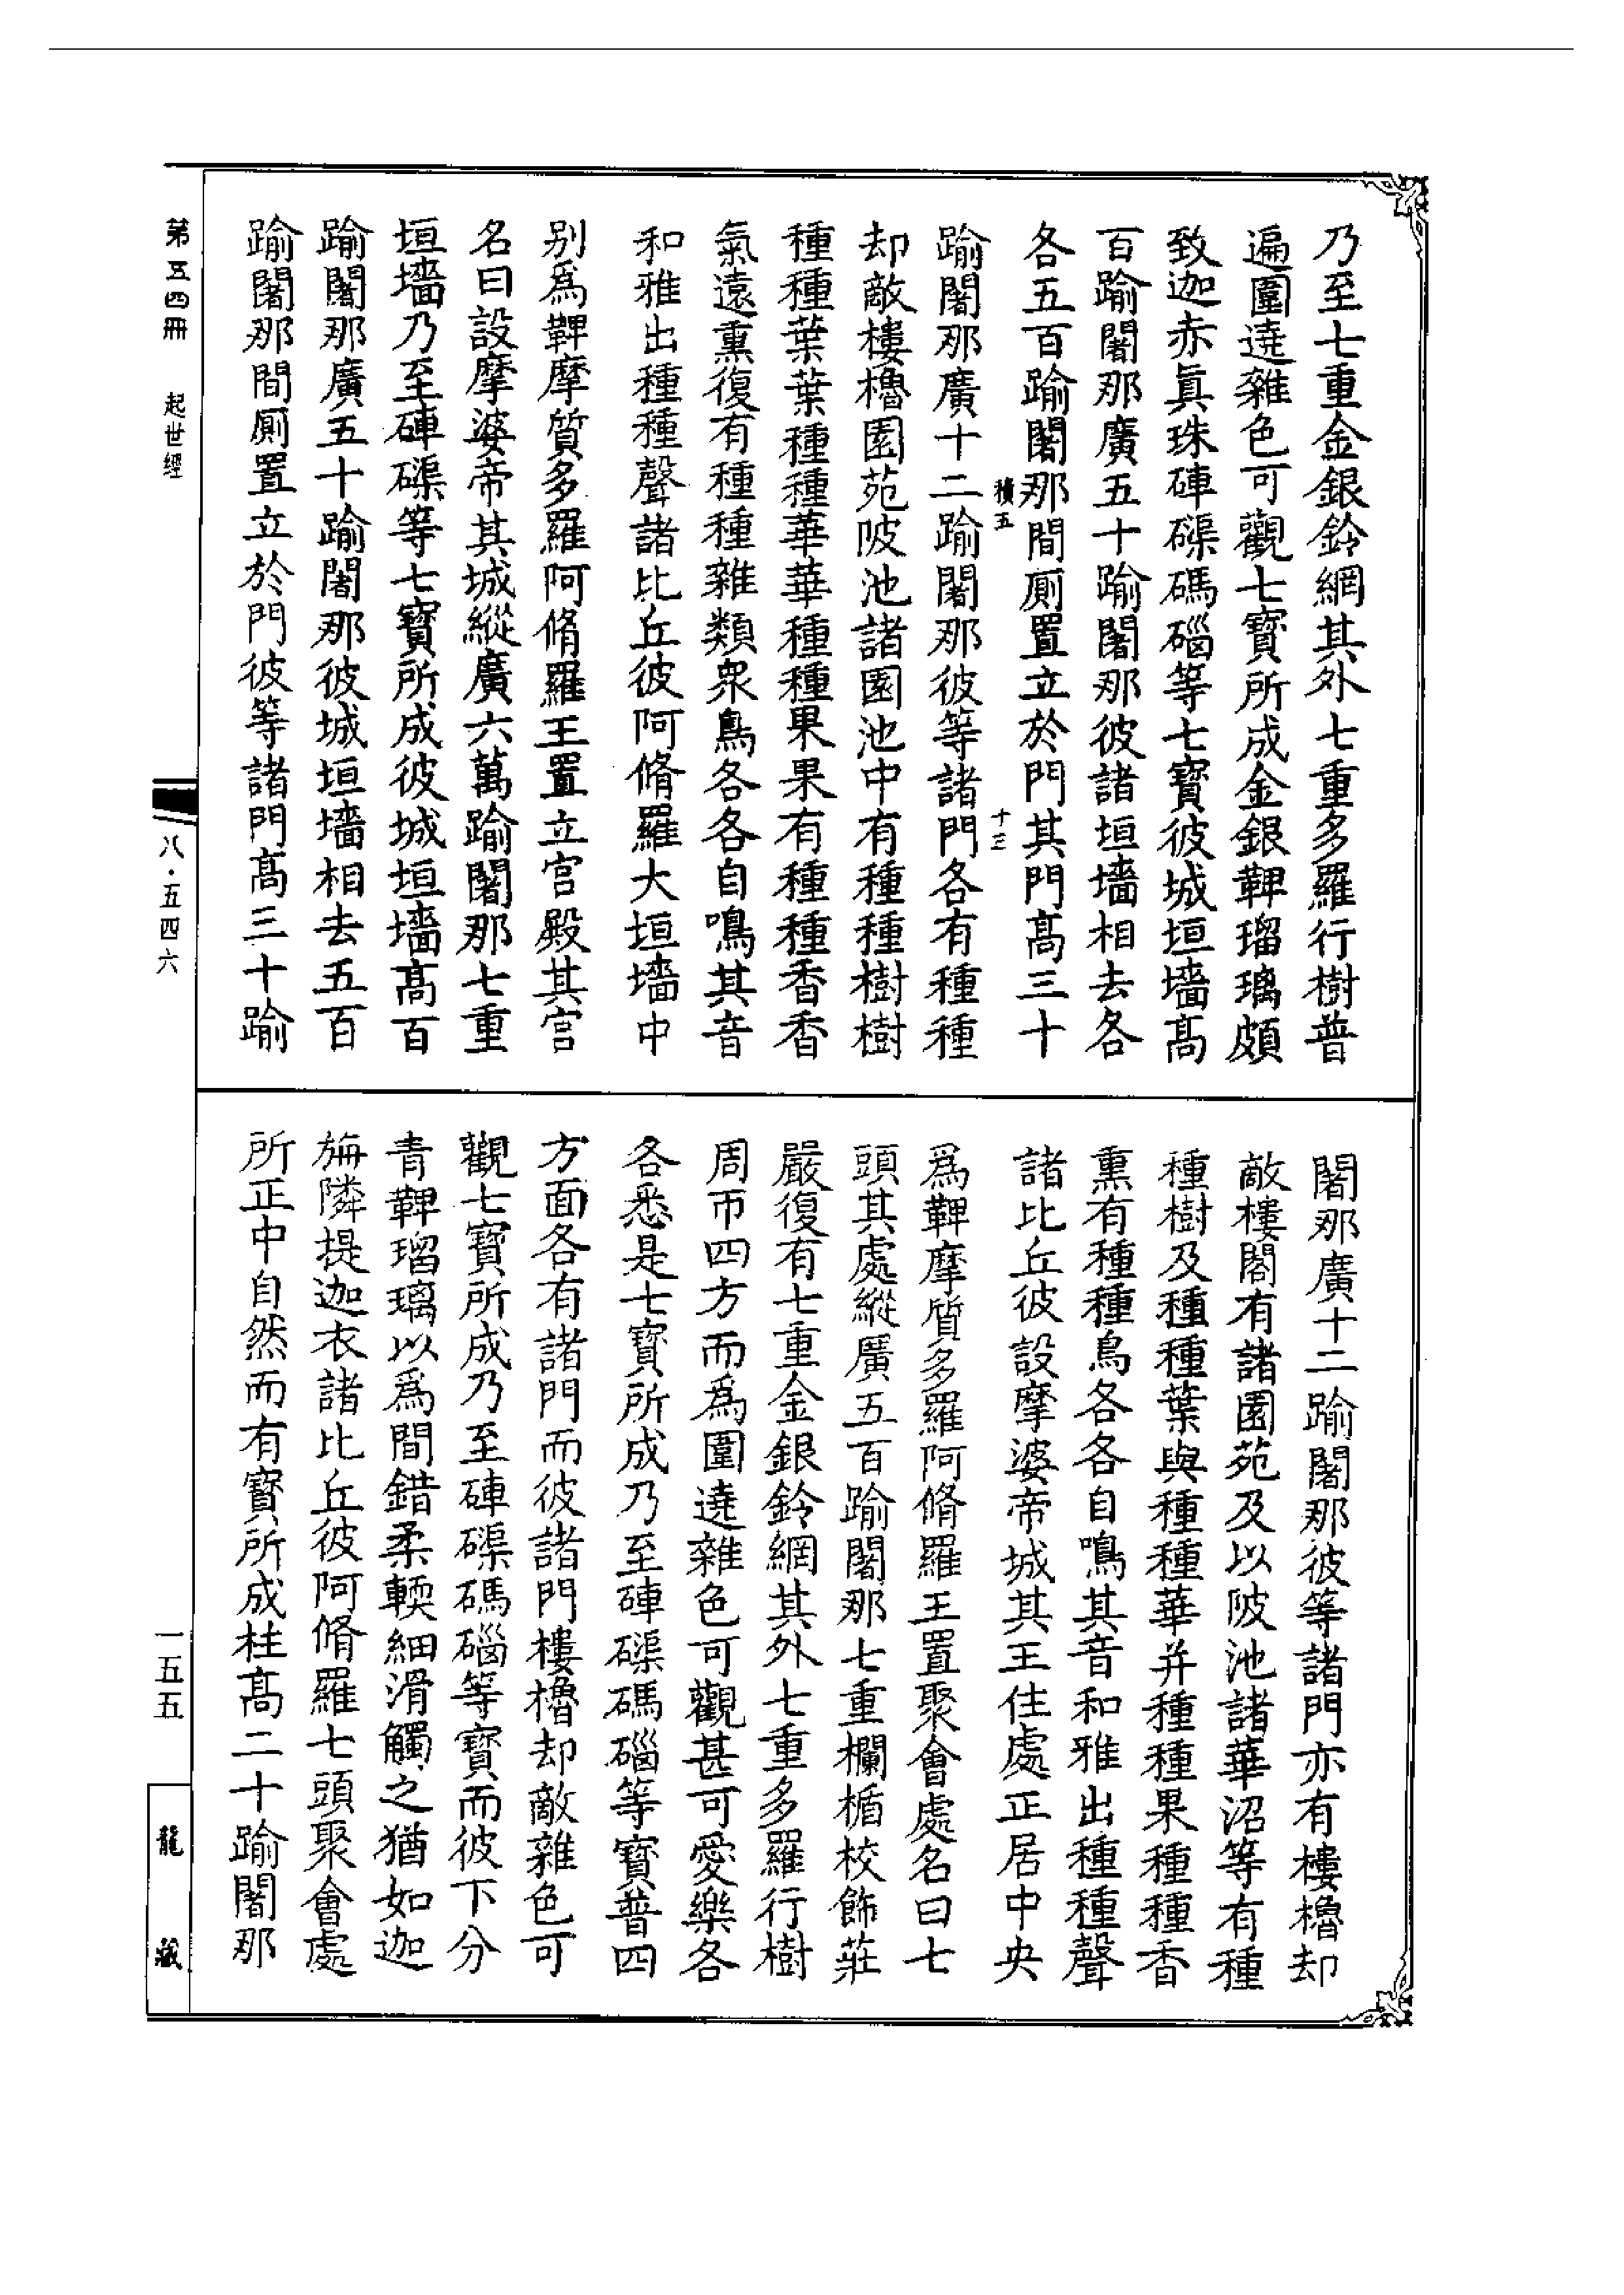 乃至七重金銀鈴網其外七重多羅行樹普
遍圍遶雜色可觀七寶所成金銀鞞瑠璃頗
致迦赤真珠硨磲碼碯等七寶彼城垣墻高
百踰闍那廣五十踰闍那彼諸垣墻相去各
各五百踰闍那間廁置立於門其門高三十
積五
十三
踰闍那廣十二踰闍那彼等諸門各有種種
却敵樓櫓園苑陂池諸園池中有種種樹樹
種種葉葉種種華華種種果果有種種香香
氣遠熏復有種種雜類衆鳥各各自鳴其音
和雅出種種聲諸比丘彼阿脩羅大垣墻中
别爲鞞摩質多羅阿脩羅王置立宫殿其宫
名曰設摩婆帝其城縱廣六萬踰闍那七重
垣墻乃至硨磲等七寶所成彼城垣墻高百
踰闍那廣五十踰闍那彼城垣墻相去五百
踰闍那間廁置立於門彼等諸門高三十踰
闍那廣十二踰闍那彼等諸門亦有樓櫓却
敵樓閣有諸園苑及以陂池諸華沼等有種
種樹及種種葉與種種華并種種果種種香
熏有種種鳥各各自鳴其音和雅出種種聲
諸比丘彼設摩婆帝城其王住處正居中央
爲鞞摩質多羅阿脩羅王置聚會處名曰七
頭其處縱廣五百踰闍那七重欄楯校飾莊
嚴復有七重金銀鈴網其外七重多羅行樹
周帀四方而爲圍遶雜色可觀甚可愛樂各
各悉是七寶所成乃至硨磲碼碯等寶普四
方面各有諸門而彼諸門樓櫓却敵雜色可
觀七寶所成乃至硨磲碼碯等寶而彼下分
青鞞瑠璃以爲間錯柔輭細滑觸之猶如迦
旃隣提迦衣諸比丘彼阿脩羅七頭聚會處
所正中自然而有寶所成柱高二十踰闍那
第五四冊 起世經
八·五四六
一五五
龍藏